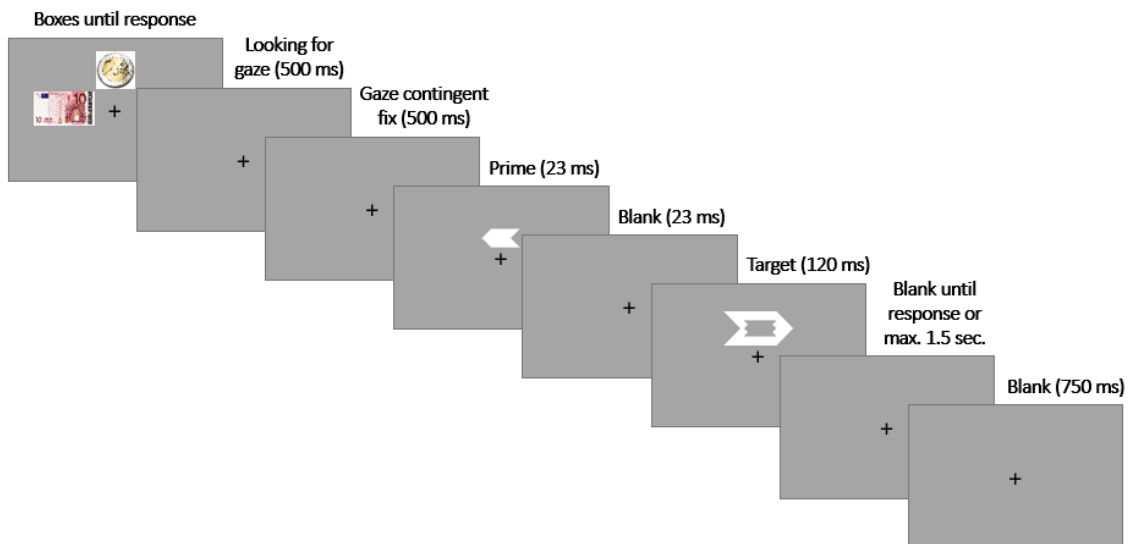 Boxes until response
Looking for
gaze (500 ms)
Gaze contingent
fix (500 ms)
Prime (23 ms)
Blank (23 ms)
Target (120 ms)
Blank until
response or
max. 1.5 sec.
Blank (750 ms)
10